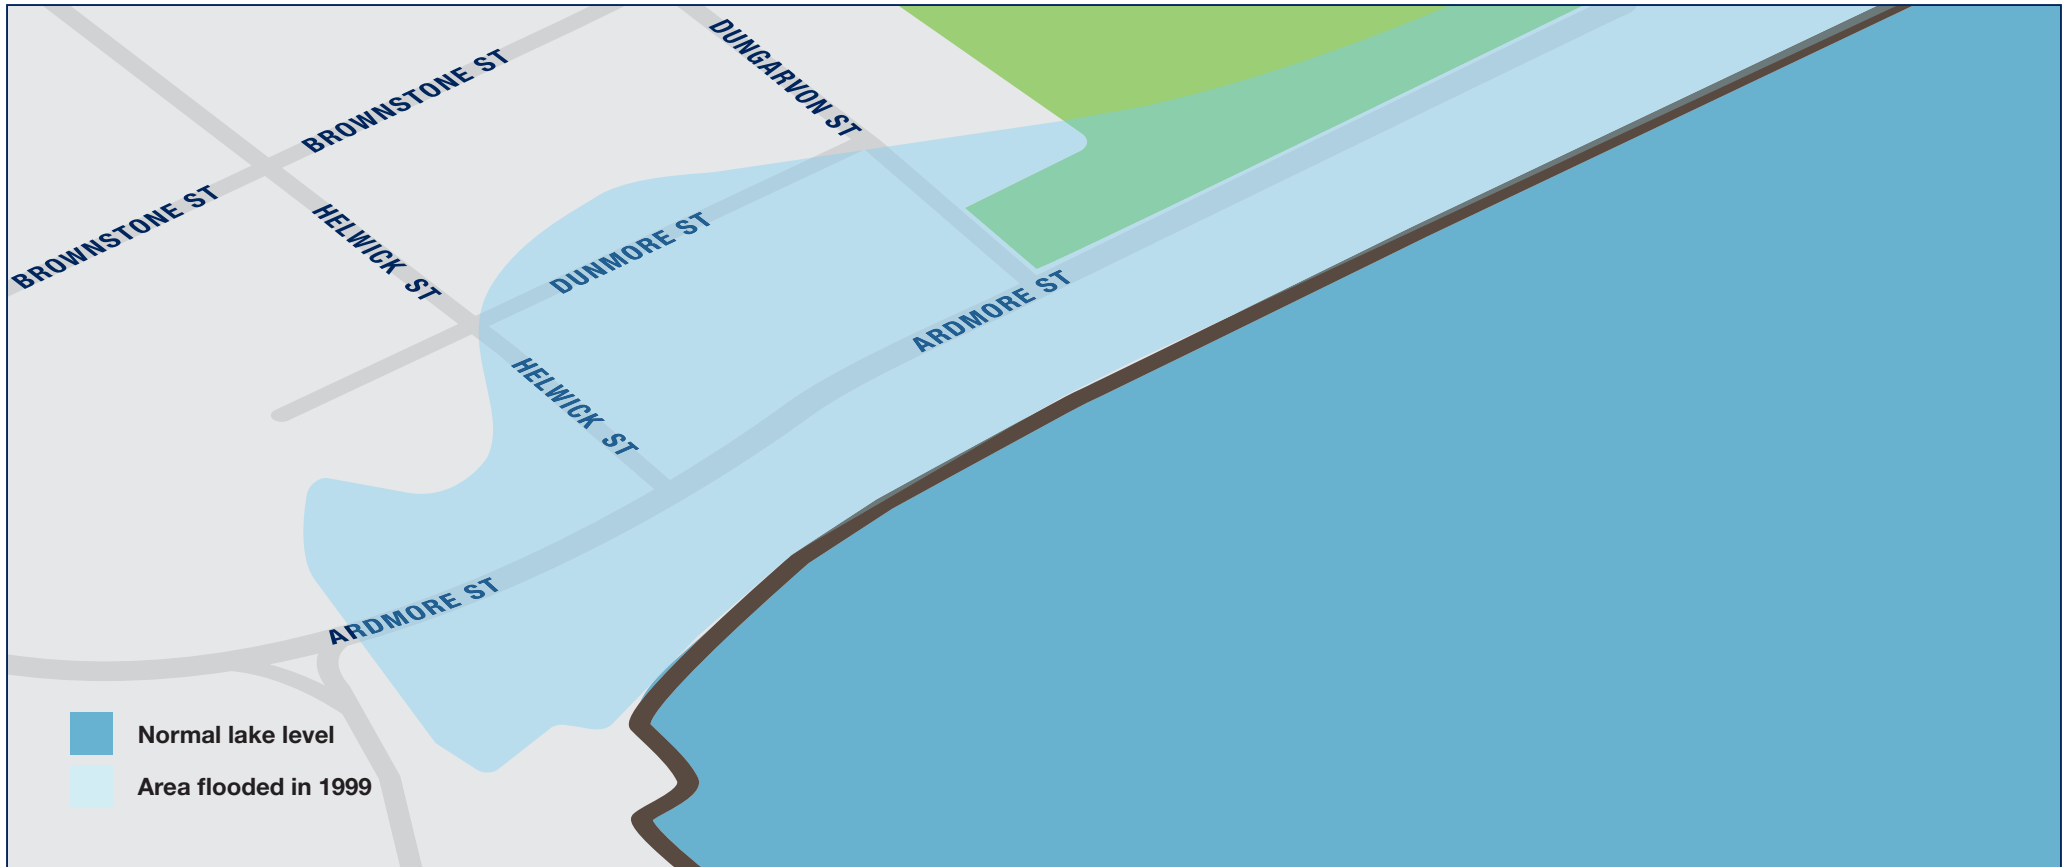 DUNGARVON ST
BROWNSTONE ST
BROWNSTONE ST
HELWICK ST
DUNMORE ST
ARDMORE ST
HELWICK ST
ARDMORE ST
Normal lake level
Area flooded in 1999